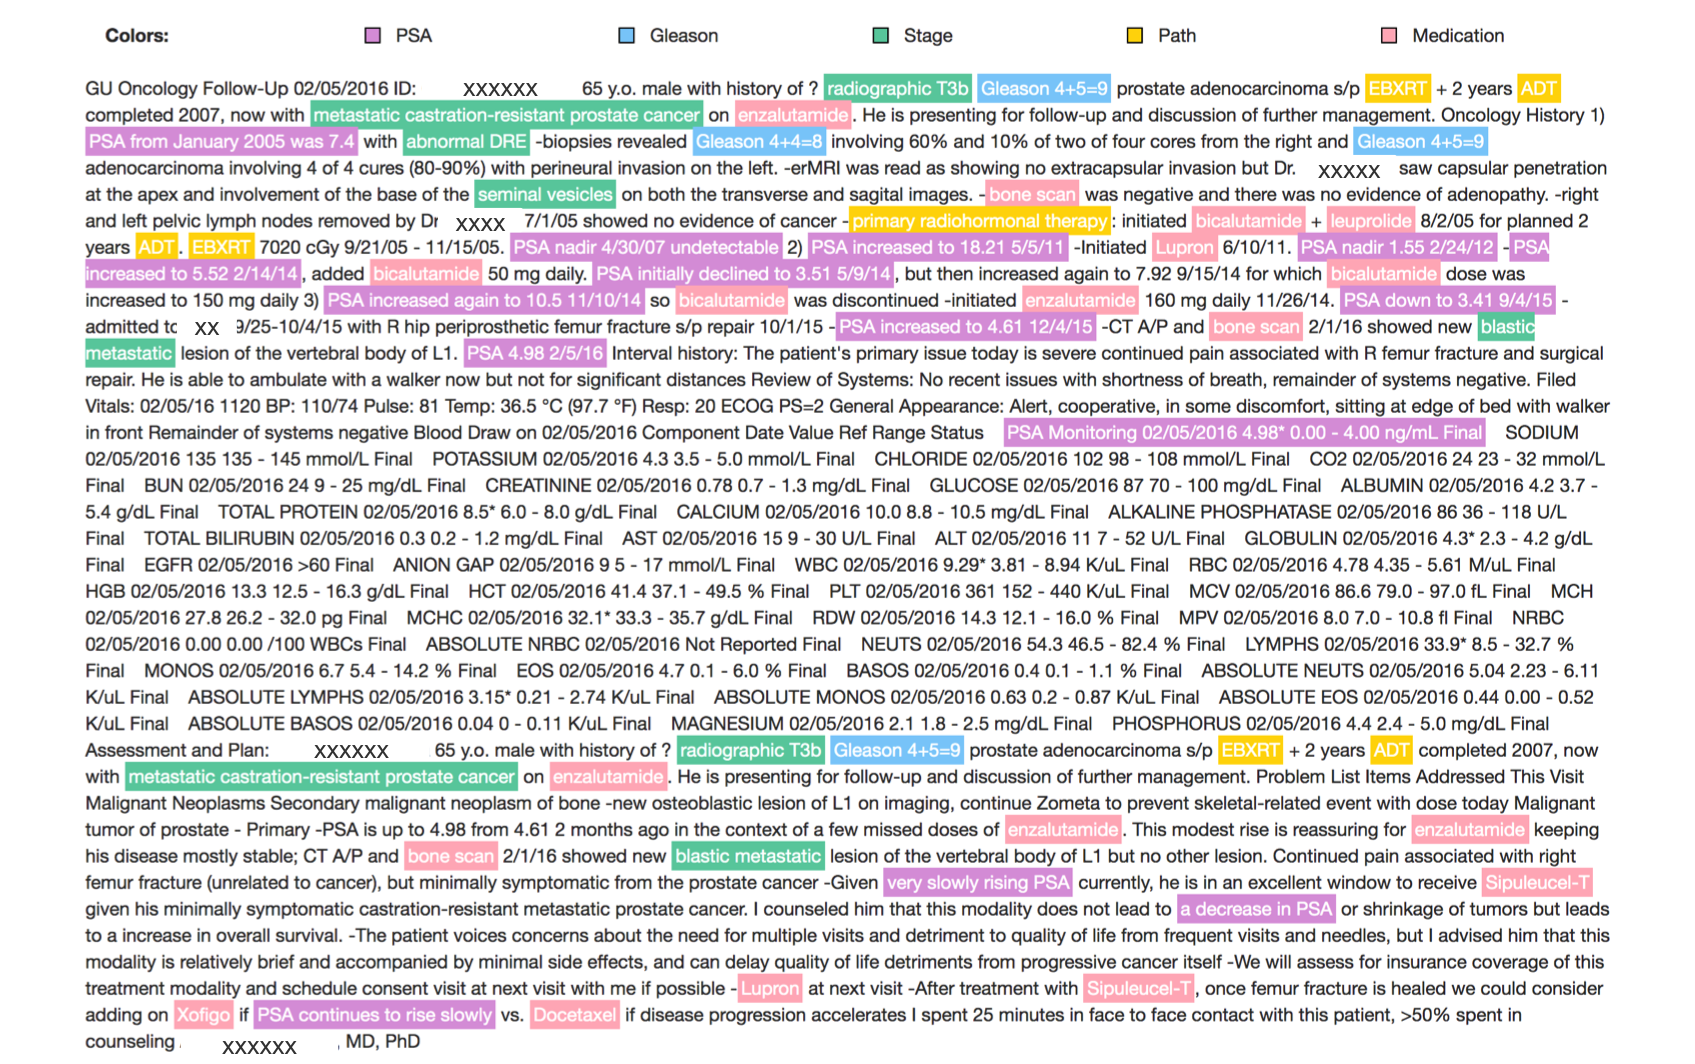 Colors: PSA Gleason Stage Path Medication
GU Oncology Follow-Up 02/05/2016 ID: XXXXXX 65 y.o. male with history of ? radiographic T3b Gleason 4+5=9 prostate adenocarcinoma s/p EBXRT + 2 years ADT
completed 2007, now with metastatic castration-resistant prostate cancer on enzalutamide. He is presenting for follow-up and discussion of further management. Oncology History 1)
PSA from January 2005 was 7.4 with abnormal DRE -biopsies revealed Gleason 4+4=8 involving 60% and 10% of two of four cores from the right and Gleason 4+5=9
adenocarcinoma involving 4 of 4 cures (80-90%) with perineural invasion on the left. -erMRI was read as showing no extracapsular invasion but Dr. XXXXX saw capsular penetration
at the apex and involvement of the base of the seminal vesicles on both the transverse and sagital images. -bone scan was negative and there was no evidence of adenopathy. -right
and left pelvic lymph nodes removed by Dr XXXX 7/1/05 showed no evidence of cancer -primary radiohormonal therapy: initiated bicalutamide + leuprolide 8/2/05 for planned 2
years ADT. EBXRT 7020 cGy 9/21/05 - 11/15/05. PSA nadir 4/30/07 undetectable 2) PSA increased to 18.21 5/5/11 -Initiated Lupron 6/10/11. PSA nadir 1.55 2/24/12 -PSA
increased to 5.52 2/14/14, added bicalutamide 50 mg daily. PSA initially declined to 3.51 5/9/14, but then increased again to 7.92 9/15/14 for which bicalutamide dose was
increased to 150 mg daily 3) PSA increased again to 10.5 11/10/14 so bicalutamide was discontinued -initiated enzalutamide 160 mg daily 11/26/14. PSA down to 3.41 9/4/15 -
admitted to XX 9/25-10/4/15 with R hip periprosthetic femur fracture s/p repair 10/1/15 -PSA increased to 4.61 12/4/15 -CT A/P and bone scan 2/1/16 showed new blastic
metastatic lesion of the vertebral body of L1. PSA 4.98 2/5/16 Interval history: The patient's primary issue today is severe continued pain associated with R femur fracture and surgical
repair. He is able to ambulate with a walker now but not for significant distances Review of Systems: No recent issues with shortness of breath, remainder of systems negative. Filed
Vitals: 02/05/16 1120 BP: 110/74 Pulse: 81 Temp: 36.5 °C (97.7 °F) Resp: 20 ECOG PS=2 General Appearance: Alert, cooperative, in some discomfort, sitting at edge of bed with walker
in front Remainder of systems negative Blood Draw on 02/05/2016 Component Date Value Ref Range Status PSA Monitoring 02/05/2016 4.98* 0.00 - 4.00 ng/mL Final SODIUM
02/05/2016 135 135 - 145 mmol/L Final POTASSIUM 02/05/2016 4.3 3.5 - 5.0 mmol/L Final CHLORIDE 02/05/2016 102 98 - 108 mmol/L Final CO2 02/05/2016 24 23 - 32 mmol/L
Final BUN 02/05/2016 24 9 - 25 mg/dL Final CREATININE 02/05/2016 0.78 0.7 - 1.3 mg/dL Final GLUCOSE 02/05/2016 87 70 - 100 mg/dL Final ALBUMIN 02/05/2016 4.2 3.7 -
5.4 g/dL Final TOTAL PROTEIN 02/05/2016 8.5* 6.0 - 8.0 g/dL Final CALCIUM 02/05/2016 10.0 8.8 - 10.5 mg/dL Final ALKALINE PHOSPHATASE 02/05/2016 86 36 - 118 U/L
Final TOTAL BILIRUBIN 02/05/2016 0.3 0.2 - 1.2 mg/dL Final AST 02/05/2016 15 9 - 30 U/L Final ALT 02/05/2016 11 7 - 52 U/L Final GLOBULIN 02/05/2016 4.3* 2.3 - 4.2 g/dL
Final EGFR 02/05/2016 >60 Final ANION GAP 02/05/2016 9 5 - 17 mmol/L Final WBC 02/05/2016 9.29* 3.81 - 8.94 K/uL Final RBC 02/05/2016 4.78 4.35 - 5.61 M/uL Final
HGB 02/05/2016 13.3 12.5 - 16.3 g/dL Final HCT 02/05/2016 41.4 37.1 - 49.5 % Final PLT 02/05/2016 361 152 - 440 K/uL Final MCV 02/05/2016 86.6 79.0 - 97.0 fL Final MCH
02/05/2016 27.8 26.2 - 32.0 pg Final MCHC 02/05/2016 32.1* 33.3 - 35.7 g/dL Final RDW 02/05/2016 14.3 12.1 - 16.0 % Final MPV 02/05/2016 8.0 7.0 - 10.8 fl Final NRBC
02/05/2016 0.00 0.00 /100 WBCs Final ABSOLUTE NRBC 02/05/2016 Not Reported Final NEUTS 02/05/2016 54.3 46.5 - 82.4 % Final LYMPHS 02/05/2016 33.9* 8.5 - 32.7 %
Final MONOS 02/05/2016 6.7 5.4 - 14.2 % Final EOS 02/05/2016 4.7 0.1 - 6.0 % Final BASOS 02/05/2016 0.4 0.1 - 1.1 % Final ABSOLUTE NEUTS 02/05/2016 5.04 2.23 - 6.11
K/uL Final ABSOLUTE LYMPHS 02/05/2016 3.15* 0.21 - 2.74 K/uL Final ABSOLUTE MONOS 02/05/2016 0.63 0.2 - 0.87 K/uL Final ABSOLUTE EOS 02/05/2016 0.44 0.00 - 0.52
K/uL Final ABSOLUTE BASOS 02/05/2016 0.04 0 - 0.11 K/uL Final MAGNESIUM 02/05/2016 2.1 1.8 - 2.5 mg/dL Final PHOSPHORUS 02/05/2016 4.4 2.4 - 5.0 mg/dL Final
Assessment and Plan: XXXXXX 65 y.o. male with history of ? radiographic T3b Gleason 4+5=9 prostate adenocarcinoma s/p EBXRT + 2 years ADT completed 2007, now
with metastatic castration-resistant prostate cancer on enzalutamide. He is presenting for follow-up and discussion of further management. Problem List Items Addressed This Visit
Malignant Neoplasms Secondary malignant neoplasm of bone -new osteoblastic lesion of L1 on imaging, continue Zometa to prevent skeletal-related event with dose today Malignant
tumor of prostate - Primary -PSA is up to 4.98 from 4.61 2 months ago in the context of a few missed doses of enzalutamide. This modest rise is reassuring for enzalutamide keeping
his disease mostly stable; CT A/P and bone scan 2/1/16 showed new blastic metastatic lesion of the vertebral body of L1 but no other lesion. Continued pain associated with right
femur fracture (unrelated to cancer), but minimally symptomatic from the prostate cancer -Given very slowly rising PSA currently, he is in an excellent window to receive Sipuleucel-T
given his minimally symptomatic castration-resistant metastatic prostate cancer. I counseled him that this modality does not lead to a decrease in PSA or shrinkage of tumors but leads
to a increase in overall survival. -The patient voices concerns about the need for multiple visits and detriment to quality of life from frequent visits and needles, but I advised him that this
modality is relatively brief and accompanied by minimal side effects, and can delay quality of life detriments from progressive cancer itself -We will assess for insurance coverage of this
treatment modality and schedule consent visit at next visit with me if possible -Lupron at next visit -After treatment with Sipuleucel-T, once femur fracture is healed we could consider
adding on Xofigo if PSA continues to rise slowly vs. Docetaxel if disease progression accelerates I spent 25 minutes in face to face contact with this patient, >50% spent in
counseling XXXXXX , MD, PhD